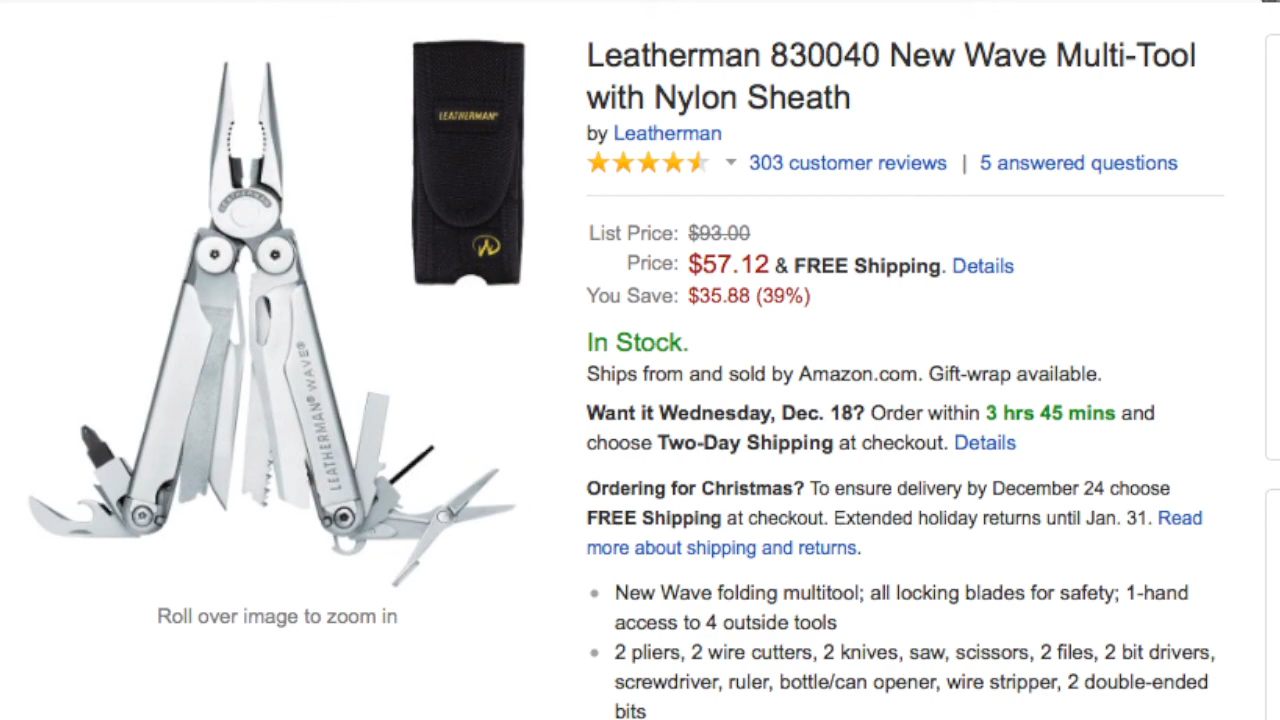 LEATHERMAN®
LEATHERMAN
LEATHERMAN® WAVE®
Roll over image to zoom in
Leatherman 830040 New Wave Multi-Tool
with Nylon Sheath
by Leatherman
303 customer reviews | 5 answered questions
List Price: $93.00
Price: $57.12 & FREE Shipping. Details
You Save: $35.88 (39%)
In Stock.
Ships from and sold by Amazon.com. Gift-wrap available.
Want it Wednesday, Dec. 18? Order within 3 hrs 45 mins and
choose Two-Day Shipping at checkout. Details
Ordering for Christmas? To ensure delivery by December 24 choose
FREE Shipping at checkout. Extended holiday returns until Jan. 31. Read
more about shipping and returns.
• New Wave folding multitool; all locking blades for safety; 1-hand
access to 4 outside tools
• 2 pliers, 2 wire cutters, 2 knives, saw, scissors, 2 files, 2 bit drivers,
screwdriver, ruler, bottle/can opener, wire stripper, 2 double-ended
bits